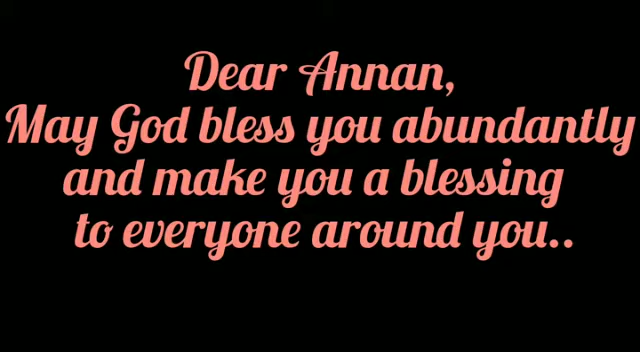 Dear Annan,
May God bless you abundantly
and make you a blessing
to everyone around you..